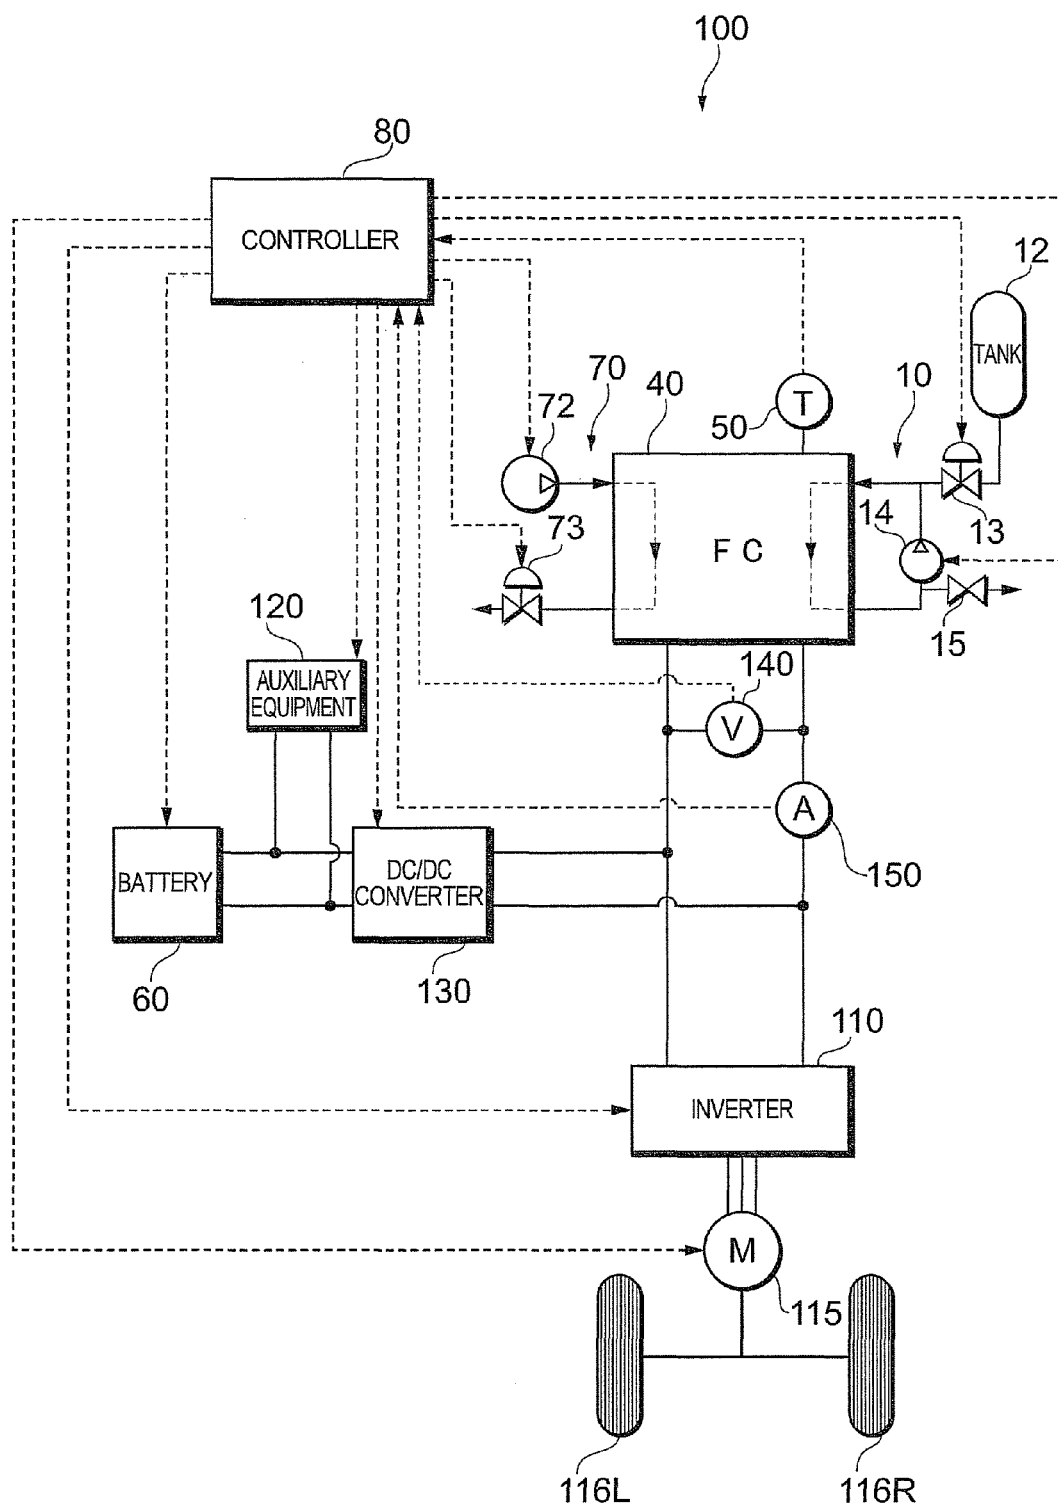 100
80
CONTROLLER
12
TANK
70
40
10
T
50
72
14
13
73
F C
15
120
140
AUXILIARY
EQUIPMENT
V
A
150
BATTERY
DC/DC
CONVERTER
60
130
110
INVERTER
M
115
116L
116R